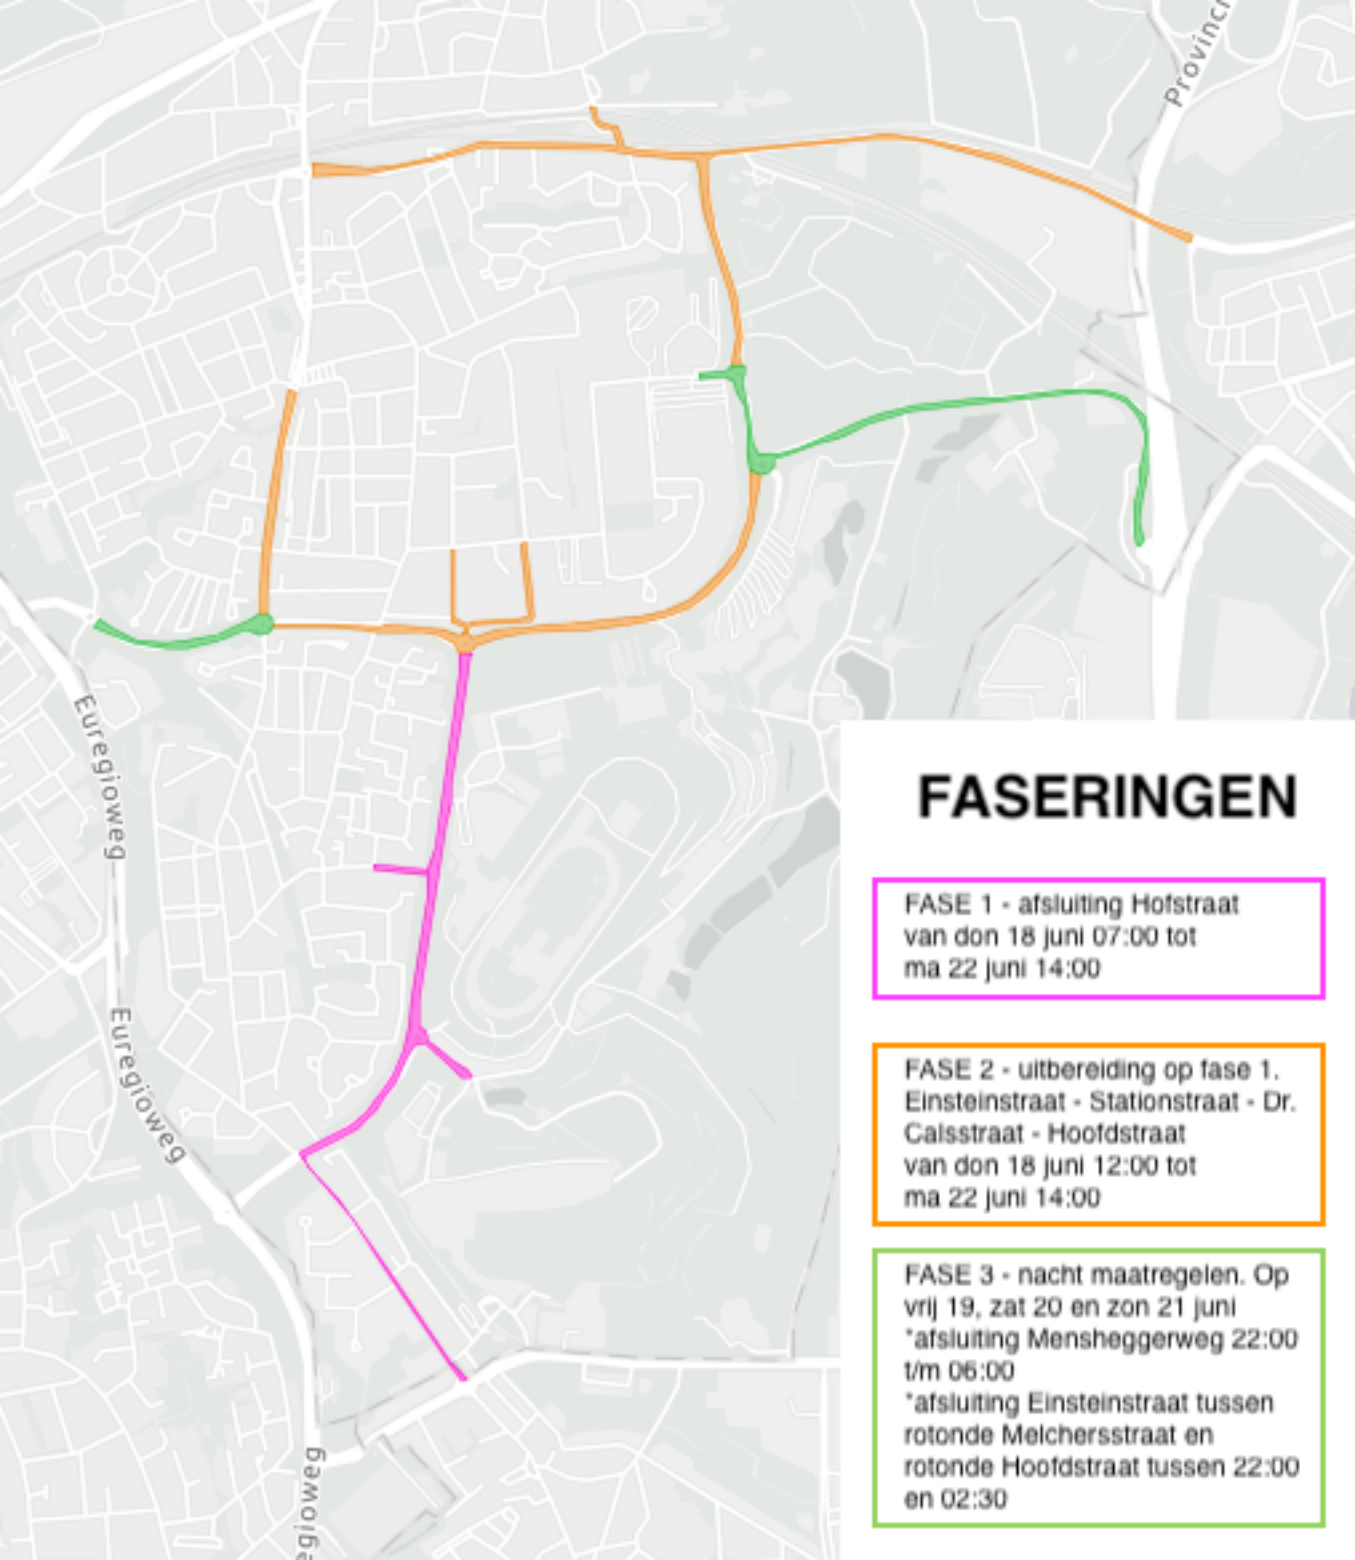 Provinci
Euregioweg
Euregioweg
FASERINGEN
FASE 1 - afsluiting Hofstraat
van don 18 juni 07:00 tot
ma 22 juni 14:00
FASE 2 - uitbereiding op fase 1.
Einsteinstraat - Stationstraat - Dr.
Calsstraat - Hoofdstraat
van don 18 juni 12:00 tot
ma 22 juni 14:00
FASE 3 - nacht maatregelen. Op
vrij 19, zat 20 en zon 21 juni
*afsluiting Mensheggerweg 22:00
t/m 06:00
*afsluiting Einsteinstraat tussen
rotonde Melchersstraat en
rotonde Hoofdstraat tussen 22:00
en 02:30
gioweg